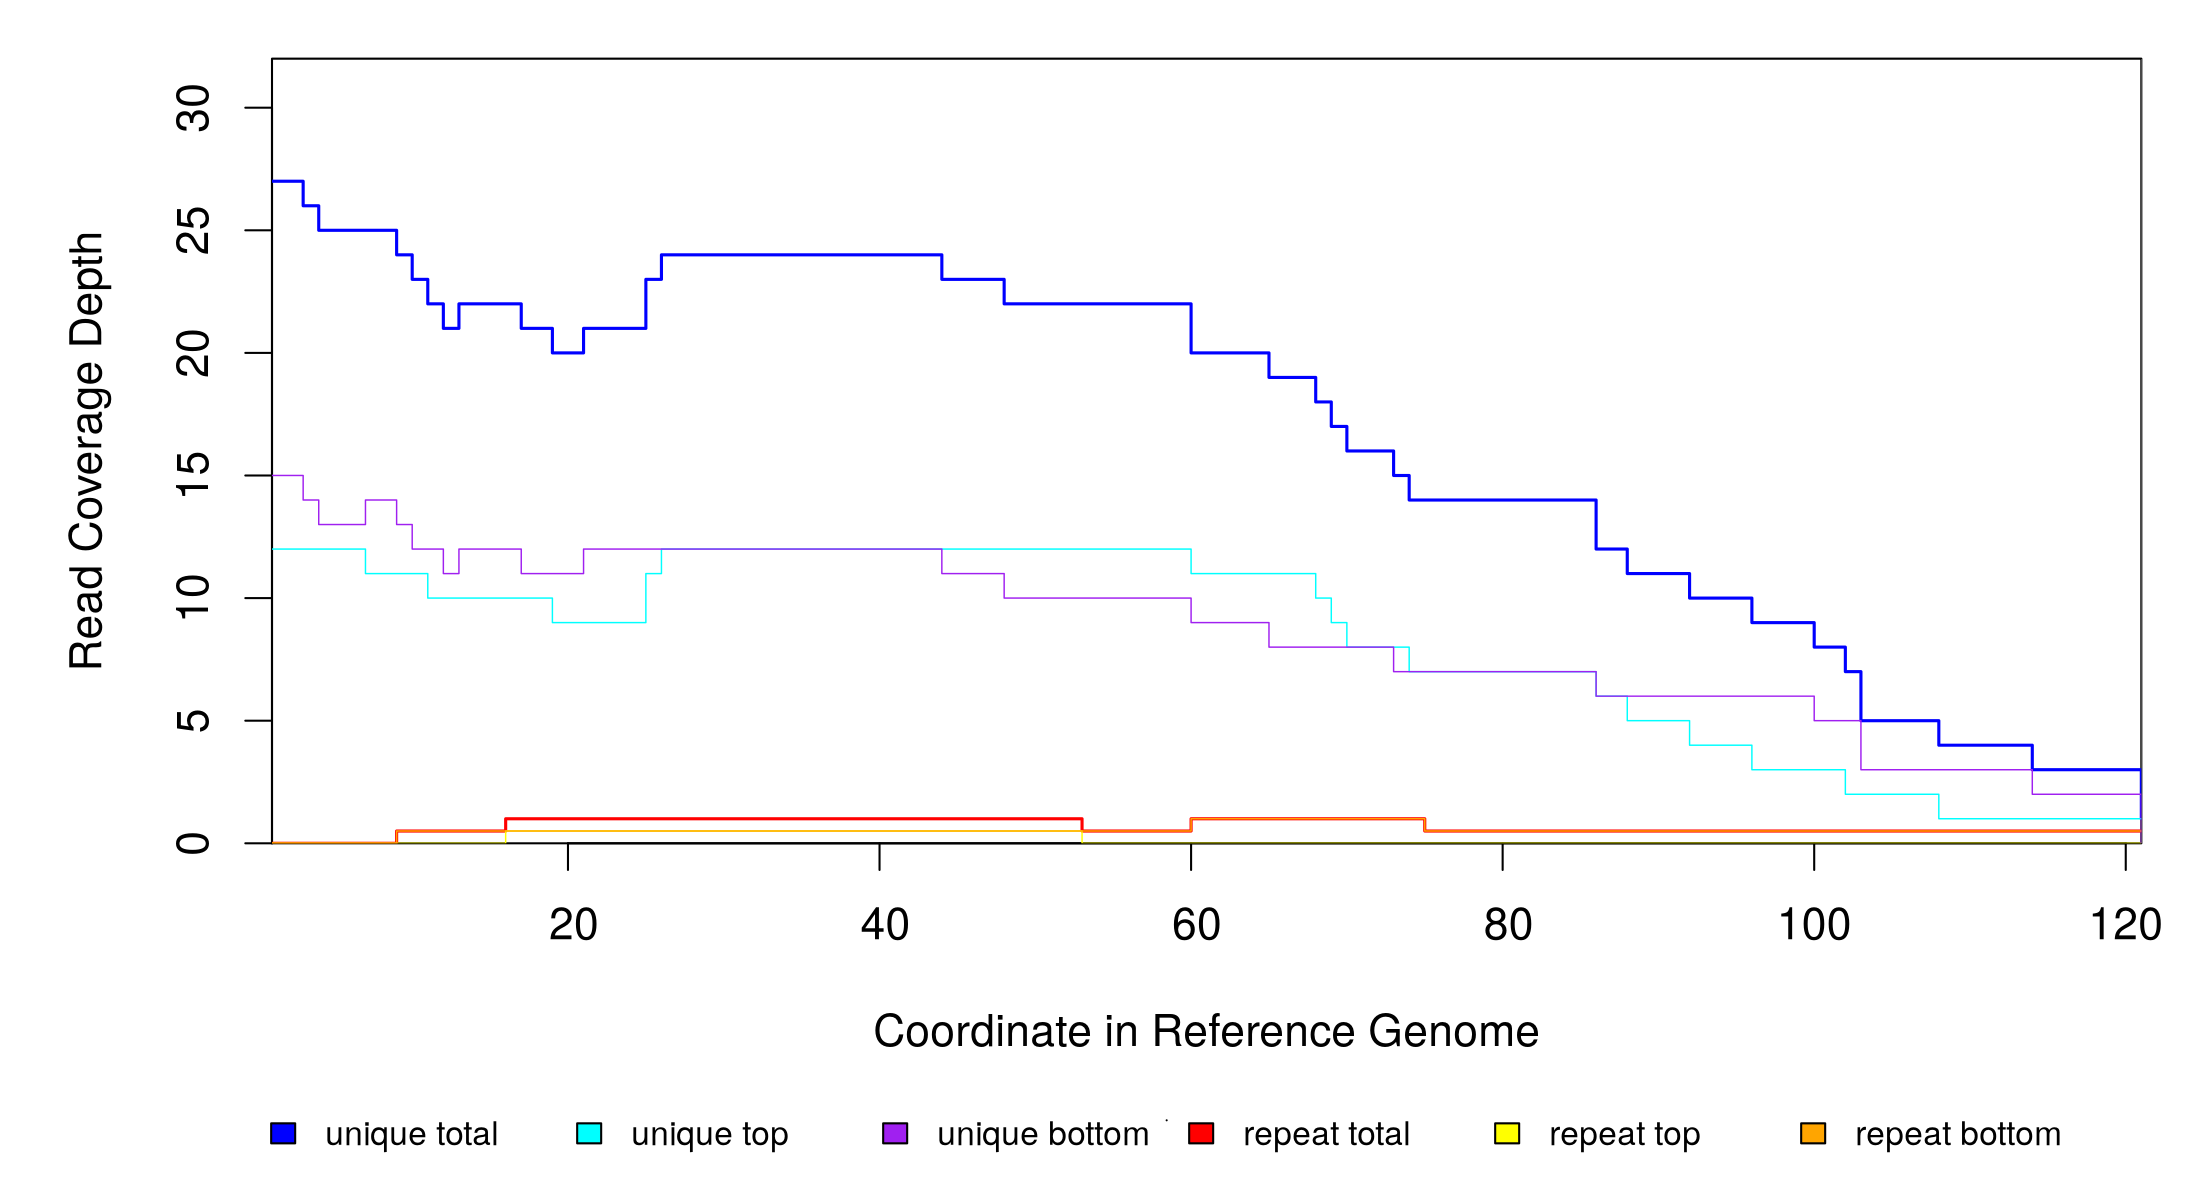 Read Coverage Depth
30
25
20
15
10
5
0
20 40 60 80 100 120
Coordinate in Reference Genome
unique total unique top unique bottom repeat total repeat top repeat bottom